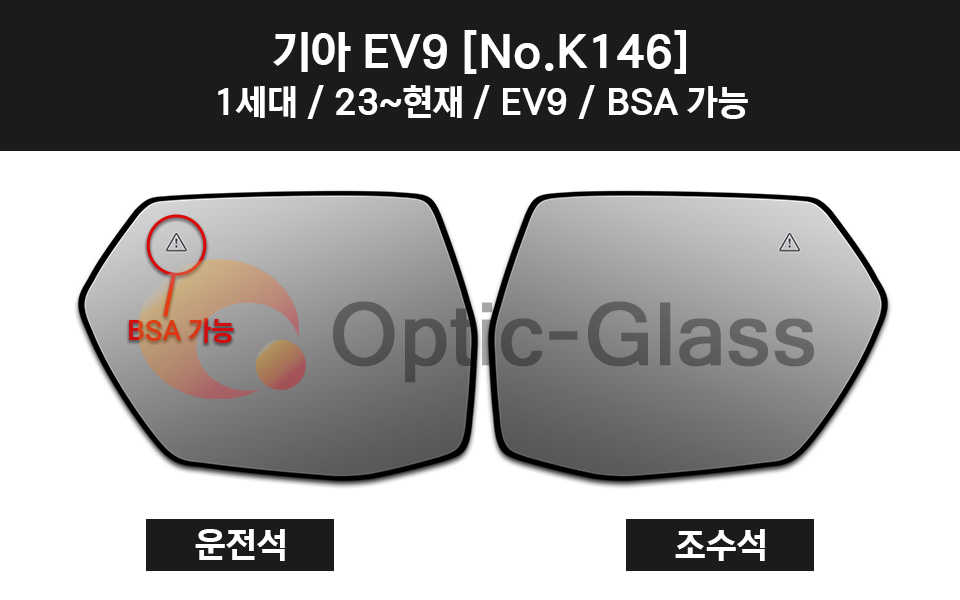 기아 EV9 [No.K146]
1세대 / 23~현재 / EV9 / BSA 가능
BSA 가능
Optic-Glass
운전석
조수석